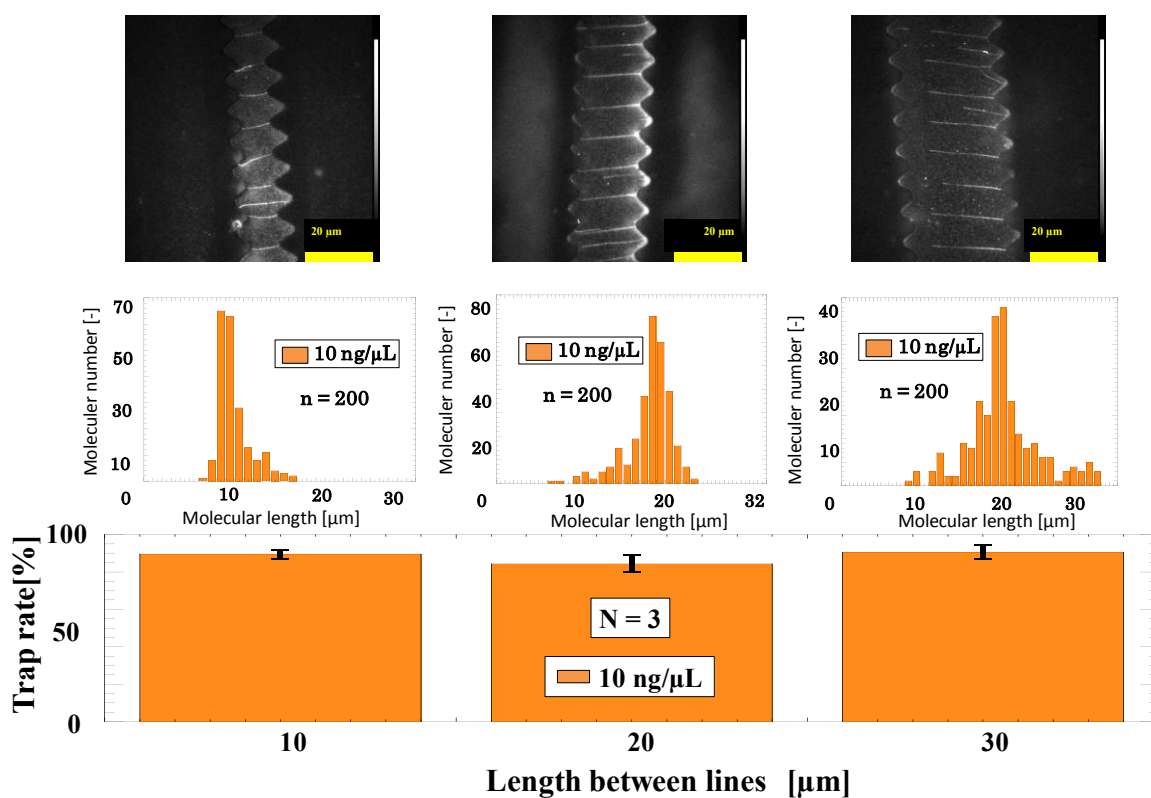 20 µm
20 µm
20 µm
Moleculer number [-]
70
50
30
10
0
10 ng/µL
n = 200
10
20
30
Molecular length [µm]
Moleculer number [-]
80
60
40
20
0
10 ng/µL
n = 200
10
20
32
Molecular length [µm]
Moleculer number [-]
40
30
20
10
0
10 ng/µL
n = 200
10
20
30
Molecular length [µm]
Trap rate[%]
100
50
0
N = 3
10 ng/µL
10
20
30
Length between lines [µm]